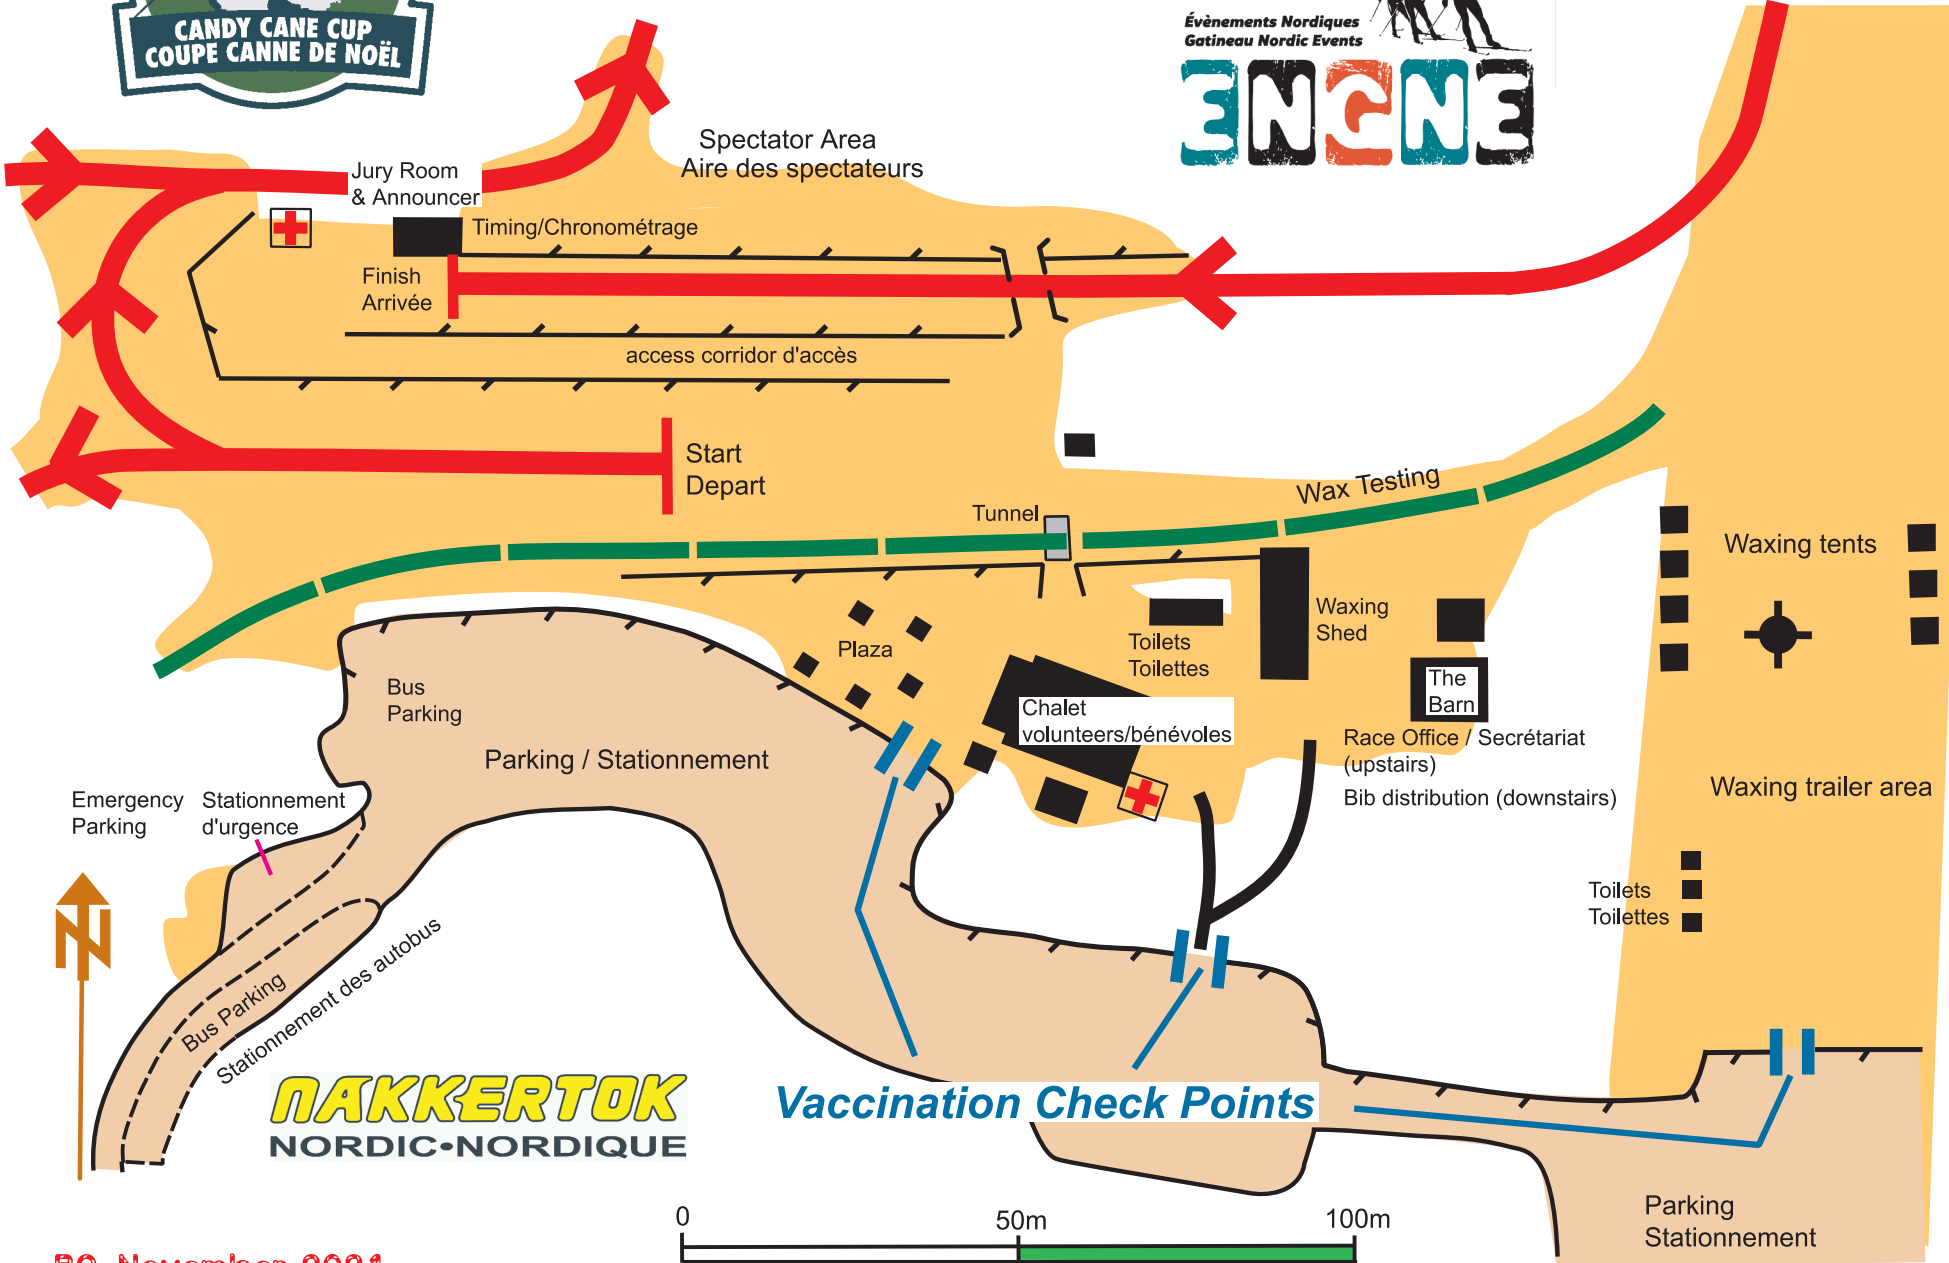 CANDY CANE CUP
COUPE CANNE DE NOËL
Évènements Nordiques
Gatineau Nordic Events
ENGNE
Spectator Area
Aire des spectateurs
Jury Room
& Announcer
Timing/Chronométrage
Finish
Arrivée
access corridor d'accès
Start
Depart
Wax Testing
Tunnel
Waxing tents
Waxing
Shed
Toilets
Toilettes
Plaza
The
Barn
Bus
Parking
Chalet
volunteers/bénévoles
Race Office / Secrétariat
(upstairs)
Bib distribution (downstairs)
Parking / Stationnement
Waxing trailer area
Emergency
Parking
Stationnement
d'urgence
Toilets
Toilettes
N
Bus Parking
Stationnement des autobus
NAKKERTOK
NORDIC•NORDIQUE
Vaccination Check Points
Parking
Stationnement
0
50m
100m
November 2021